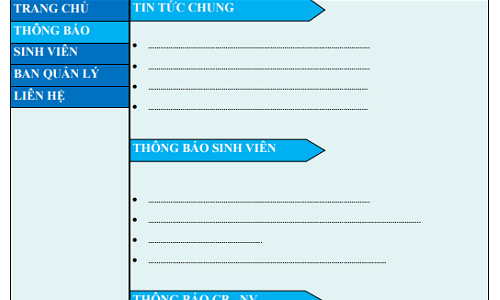 TRANG CHỦ
THÔNG BÁO
SINH VIÊN
BAN QUẢN LÝ
LIÊN HỆ
TIN TỨC CHUNG
THÔNG BÁO SINH VIÊN
THÔNG BÁO CB - NV